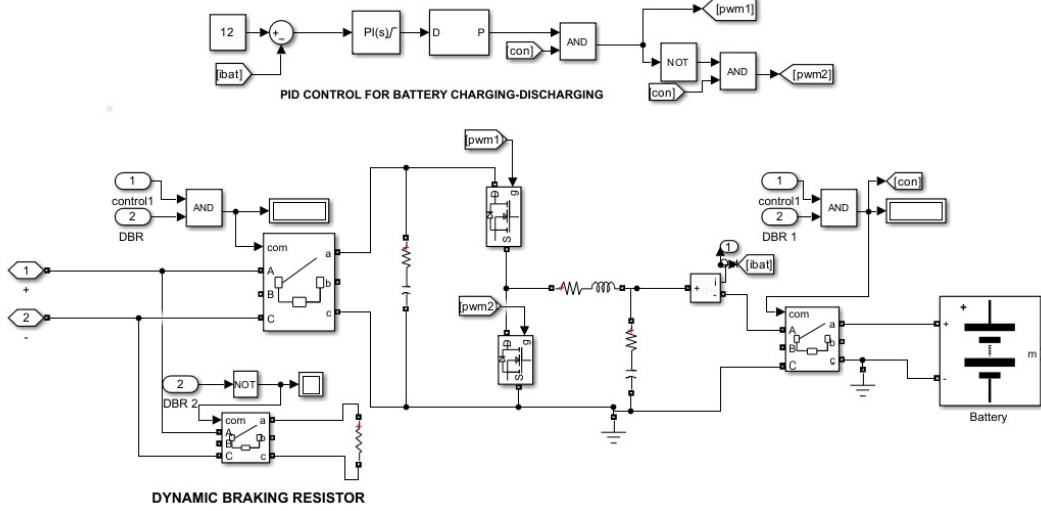 [pwm1]
12
+
−
PI(s)
D
P
[con]
AND
[ibat]
NOT
[con]
AND
[pwm2]
PID CONTROL FOR BATTERY CHARGING-DISCHARGING
[pwm1]
1
control1
2
DBR
AND
com
A
B
C
a
b
c
1
+
2
-
D
g
S
[pwm2]
D
g
S
+
i
-
1
[ibat]
1
control1
2
DBR 1
AND
[con]
com
A
B
C
a
b
c
+
+
-
m
Battery
2
DBR 2
NOT
com
A
B
C
a
b
c
DYNAMIC BRAKING RESISTOR